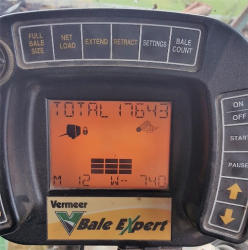 FULL BALE SIZE
NET LOAD
EXTEND
RETRACT
SETTINGS
BALE COUNT
TOTAL 17643
M 12 W-- 740
ON
OFF
START
PAUSE
Vermeer
Bale Expert